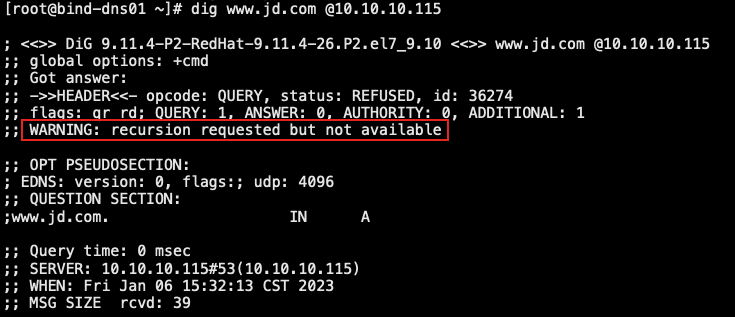 [root@bind-dns01 ~]# dig www.jd.com @10.10.10.115
; <<>> DiG 9.11.4-P2-RedHat-9.11.4-26.P2.el7_9.10 <<>> www.jd.com @10.10.10.115
;; global options: +cmd
;; Got answer:
;; ->>HEADER<<- opcode: QUERY, status: REFUSED, id: 36274
;; flags: qr rd; QUERY: 1, ANSWER: 0, AUTHORITY: 0, ADDITIONAL: 1
;; WARNING: recursion requested but not available
;; OPT PSEUDOSECTION:
; EDNS: version: 0, flags:; udp: 4096
;; QUESTION SECTION:
;www.jd.com. IN A
;; Query time: 0 msec
;; SERVER: 10.10.10.115#53(10.10.10.115)
;; WHEN: Fri Jan 06 15:32:13 CST 2023
;; MSG SIZE rcvd: 39